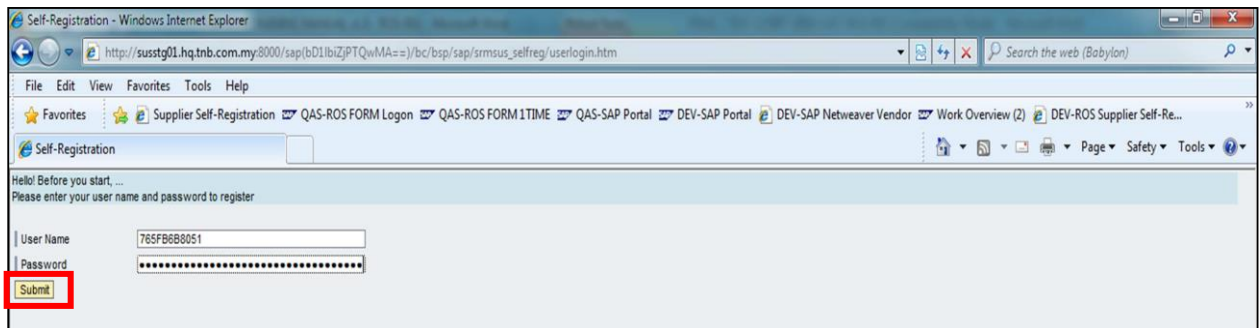 Self-Registration - Windows Internet Explorer
http://susstg01.hq.tnb.com.my:8000/sap(bD1lbiZjPTQwMA==)/bc/bsp/sap/srmsus_selfreg/userlogin.htm
Search the web (Babylon)
File Edit View Favorites Tools Help
Favorites Supplier Self-Registration QAS-ROS FORM Logon QAS-ROS FORM 1TIME QAS-SAP Portal DEV-SAP Portal DEV-SAP Netweaver Vendor Work Overview (2) DEV-ROS Supplier Self-Re... »
Self-Registration Page Safety Tools
Hello! Before you start, ...
Please enter your user name and password to register
User Name 765FB6B8051
Password ••••••••••••••••••••••••••••••••••
Submit